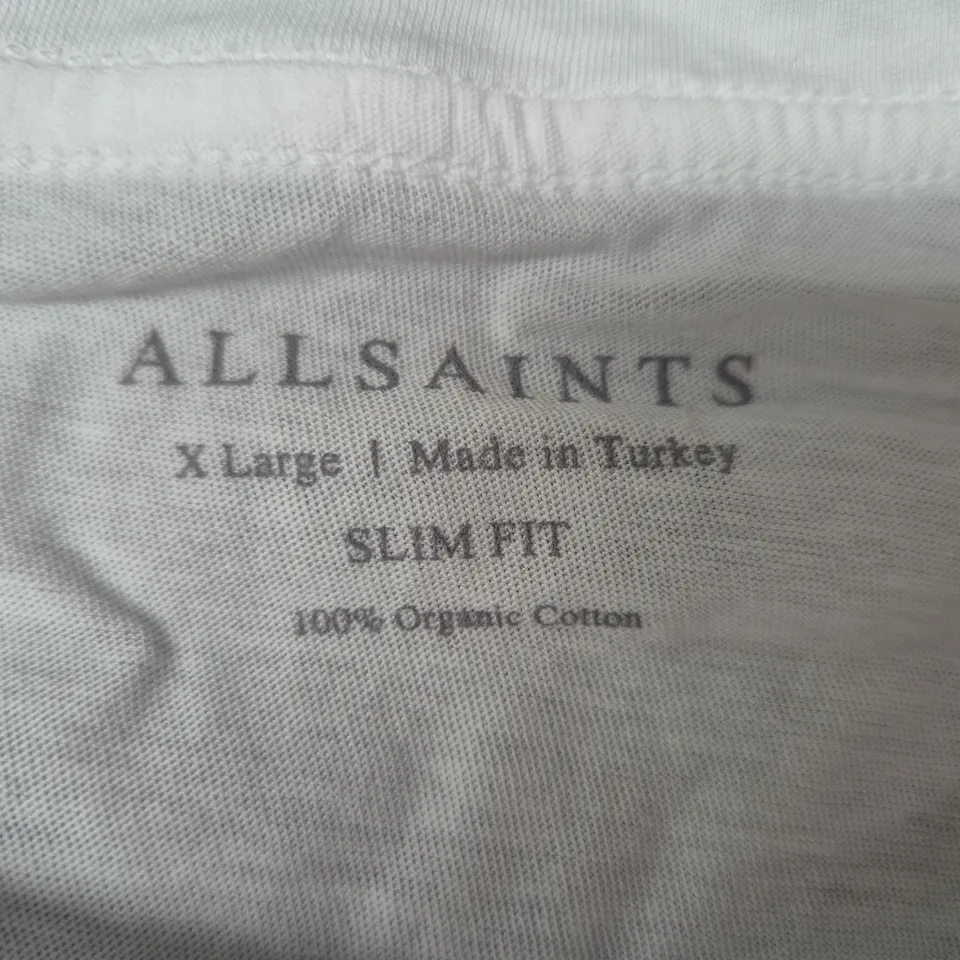 ALLSAINTS
X Large | Made in Turkey
SLIM FIT
100% Organic Cotton